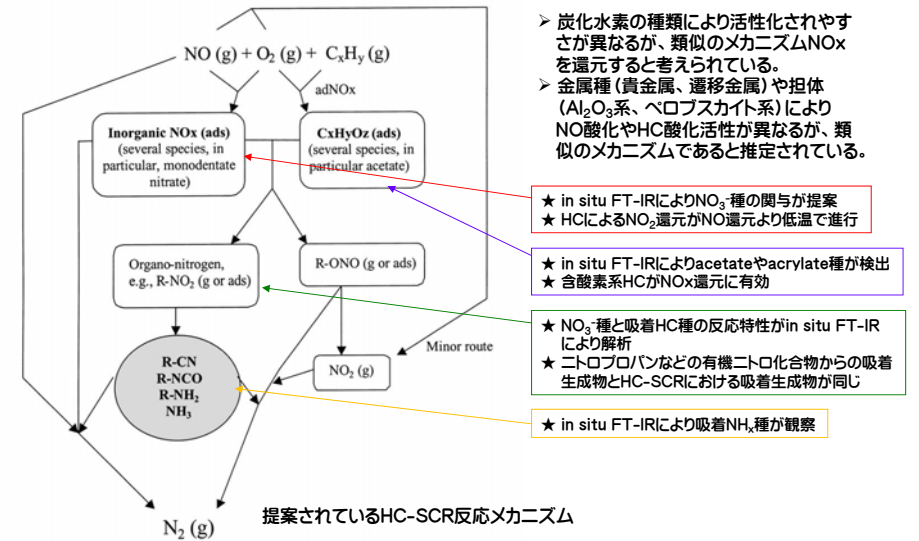 NO (g) + O₂ (g) + CₓHᵧ (g)
adNOx
Inorganic NOx (ads)
(several species, in
particular, monodentate
nitrate)
CxHyOz (ads)
(several species, in
particular acetate)
Organo-nitrogen,
e.g., R-NO₂ (g or ads)
R-ONO (g or ads)
R-CN
R-NCO
R-NH₂
NH₃
NO₂ (g)
Minor route
N₂ (g)
提案されているHC-SCR反応メカニズム
➢ 炭化水素の種類により活性化されやす
さが異なるが、類似のメカニズムNOx
を還元すると考えられている。
➢ 金属種（貴金属、遷移金属）や担体
（Al₂O₃系、ペロブスカイト系）により
NO酸化やHC酸化活性が異なるが、類
似のメカニズムであると推定されている。
★ in situ FT-IRによりNO₃⁻種の関与が提案
★ HCによるNO₂還元がNO還元より低温で進行
★ in situ FT-IRによりacetateやacrylate種が検出
★ 含酸素系HCがNOx還元に有効
★ NO₃⁻種と吸着HC種の反応特性がin situ FT-IR
により解析
★ ニトロプロパンなどの有機ニトロ化合物からの吸着
生成物とHC-SCRにおける吸着生成物が同じ
★ in situ FT-IRにより吸着NHₓ種が観察